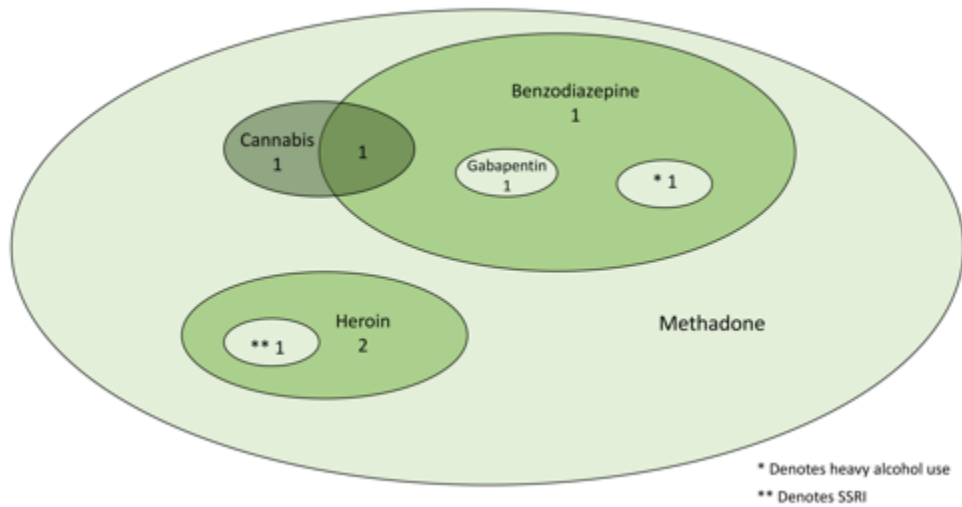 Benzodiazepine
1
Cannabis
1
1
Gabapentin
1
* 1
Heroin
2
** 1
Methadone
* Denotes heavy alcohol use
** Denotes SSRI